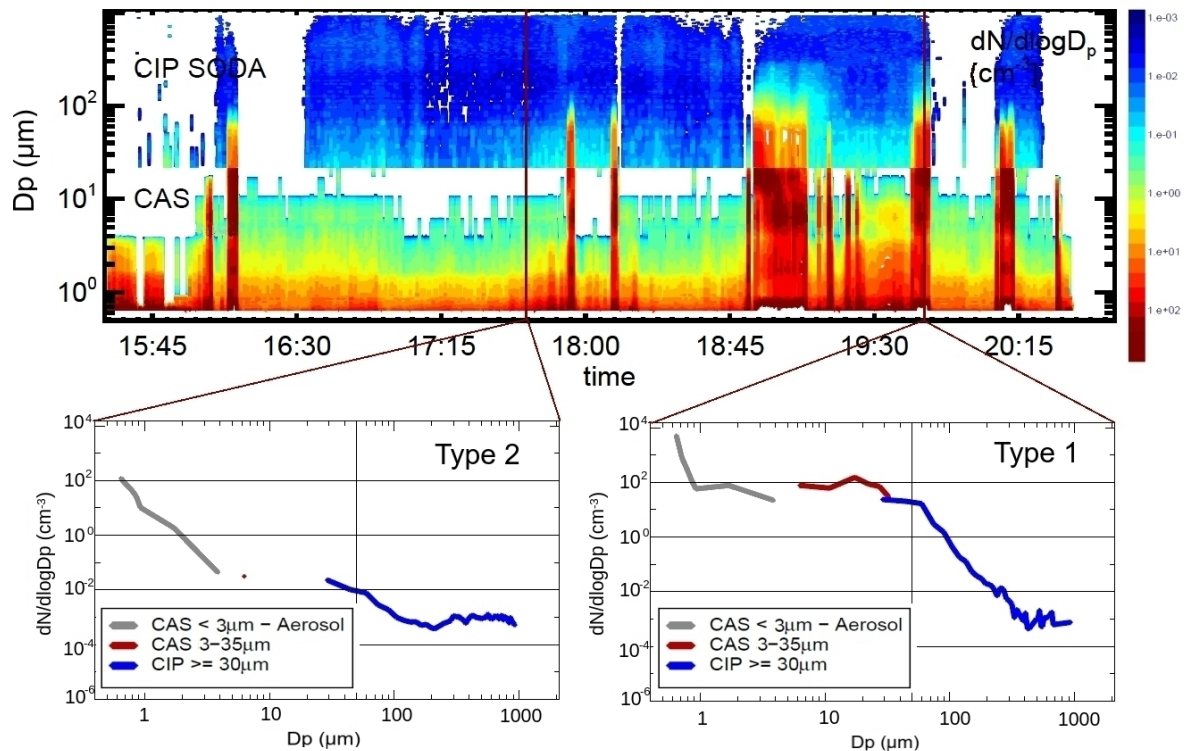 CIP SODA
dN/dlogDp
(cm-3)
CAS
Dp (µm)
10²
10¹
10⁰
1.e-03
1.e-02
1.e-01
1.e+00
1.e+01
1.e+02
15:45 16:30 17:15 18:00 18:45 19:30 20:15
time
Type 2
dN/dlogDp (cm⁻³)
10⁴
10²
10⁰
10⁻²
10⁻⁴
10⁻⁶
CAS < 3µm – Aerosol
CAS 3–35µm
CIP >= 30µm
1 10 100 1000
Dp (µm)
Type 1
dN/dlogDp (cm⁻³)
10⁴
10²
10⁰
10⁻²
10⁻⁴
10⁻⁶
CAS < 3µm – Aerosol
CAS 3–35µm
CIP >= 30µm
1 10 100 1000
Dp (µm)